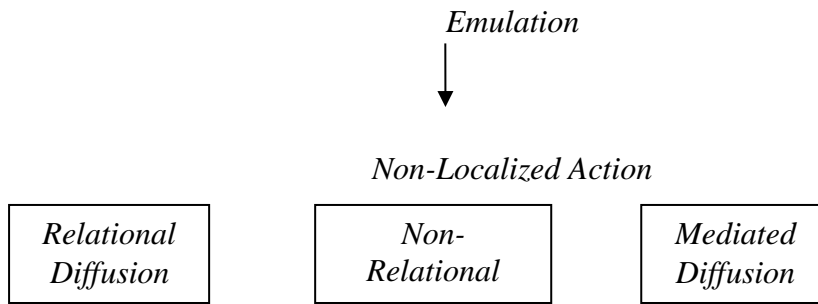 Emulation
Non-Localized Action
Relational
Diffusion
Non-
Relational
Mediated
Diffusion